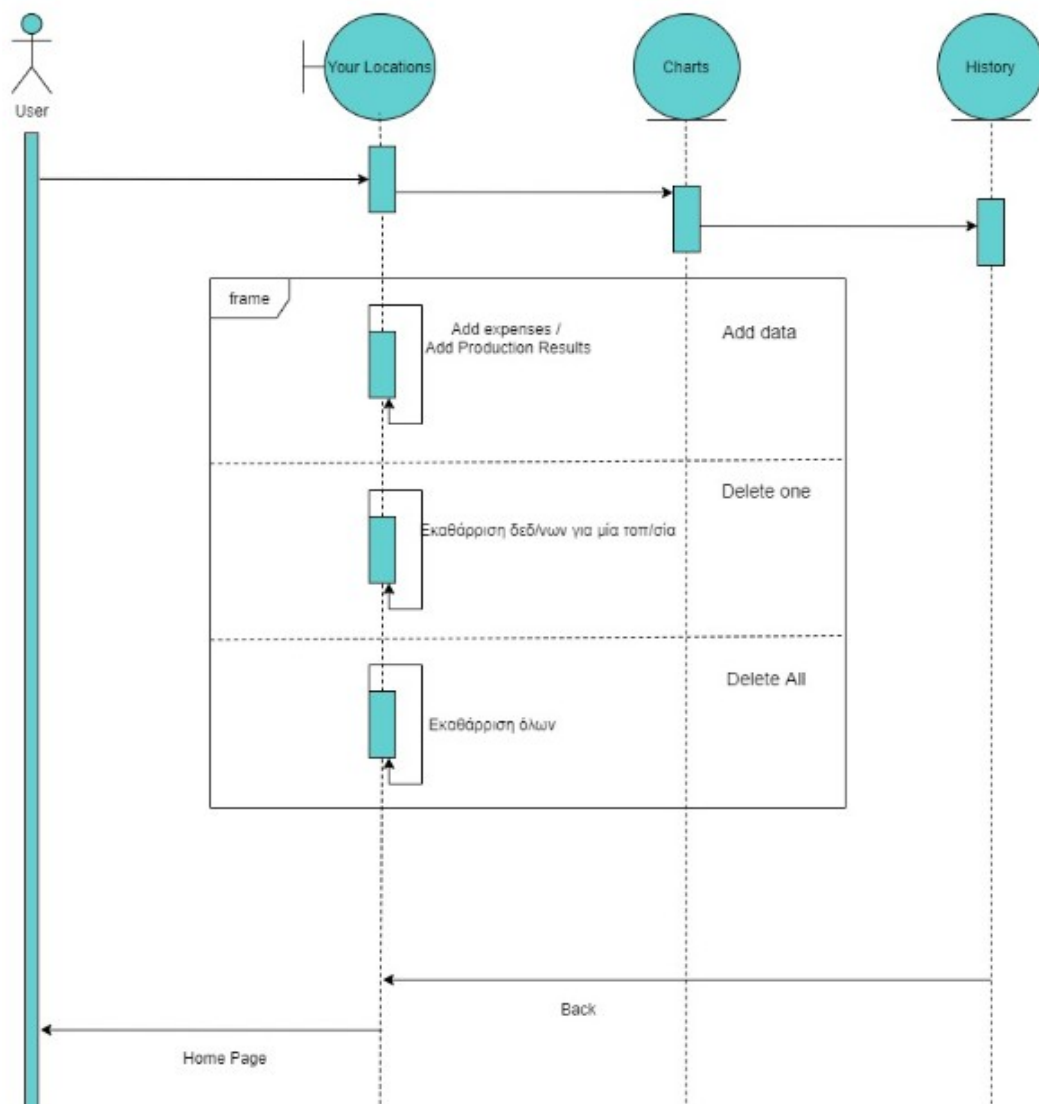 Your Locations
Charts
History
User
frame
Add expenses /
Add Production Results
Add data
Delete one
Εκαθάρριση δεδ/νων για μία τοπ/σία
Delete All
Εκαθάρριση όλων
Back
Home Page